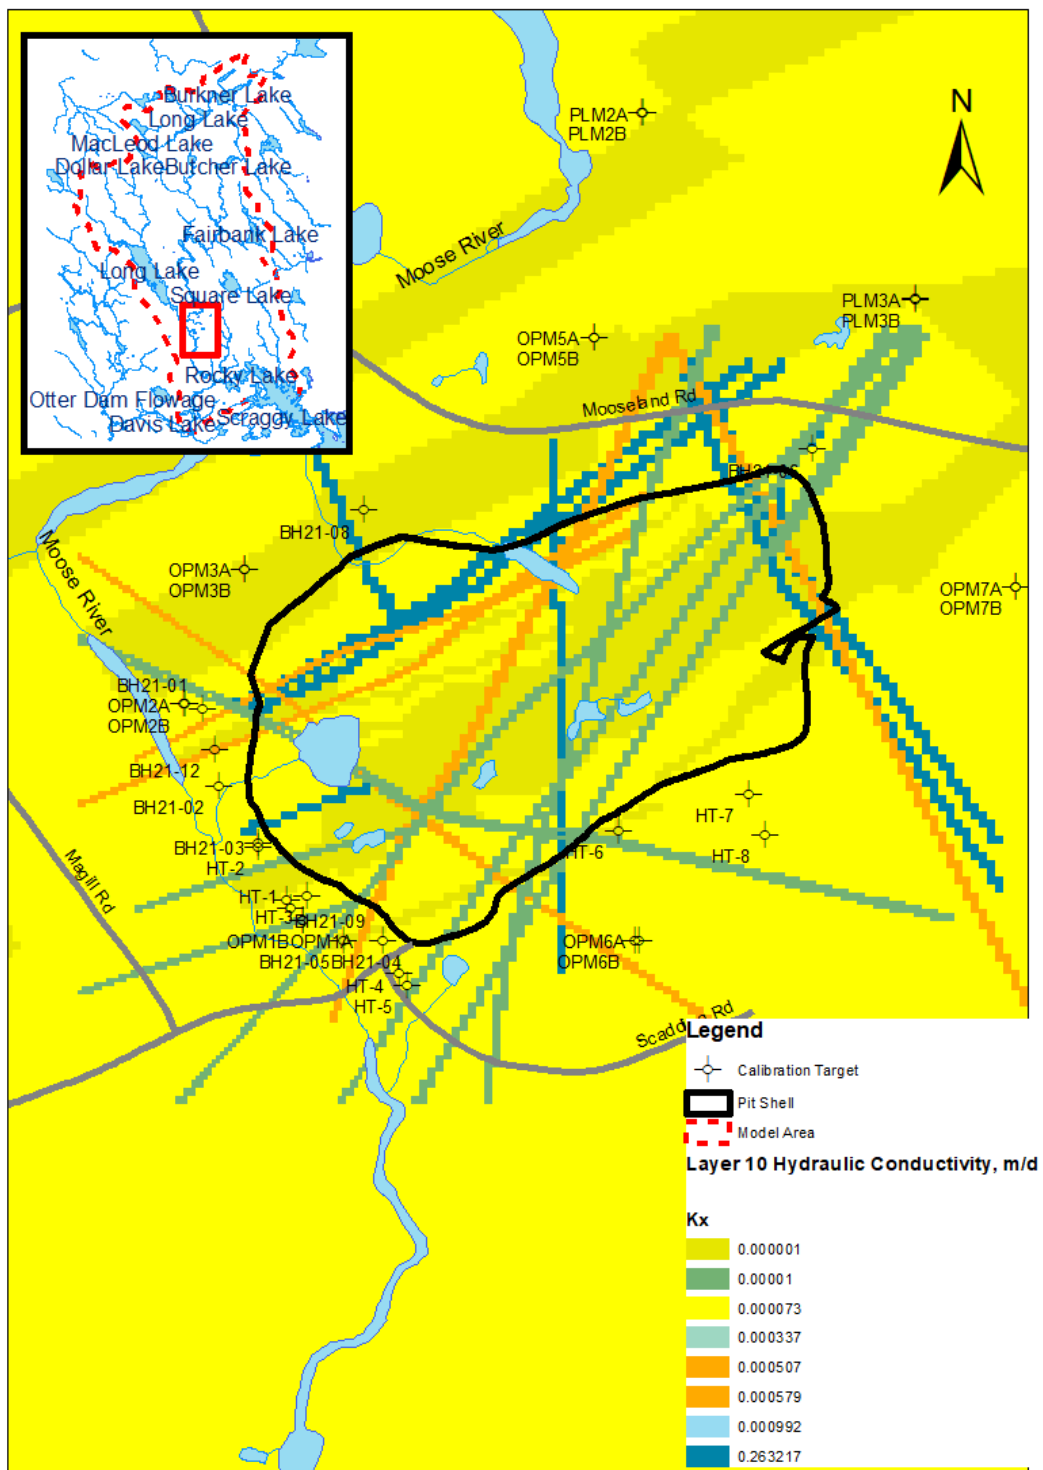 Burkner Lake
Long Lake
MacLeod Lake
Dollar Lake
Butcher Lake
Fairbank Lake
Long Lake
Square Lake
Rocky Lake
Otter Dam Flowage
Davis Lake
Scraggy Lake
N
PLM2A
PLM2B
Moose River
PLM3A
PLM3B
OPM5A
OPM5B
Mooseland Rd
BH21-08
Moose River
OPM3A
OPM3B
OPM7A
OPM7B
BH21-01
OPM2A
OPM2B
BH21-12
BH21-02
BH21-03
HT-2
HT-7
HT-6
HT-8
Magill Rd
HT-1
HT-3
BH21-09
OPM1B
OPM1A
BH21-05
BH21-04
OPM6A
OPM6B
HT-4
HT-5
Rd
Legend
Calibration Target
Pit Shell
Model Area
Layer 10 Hydraulic Conductivity, m/d
Kx
0.000001
0.00001
0.000073
0.000337
0.000507
0.000579
0.000992
0.263217